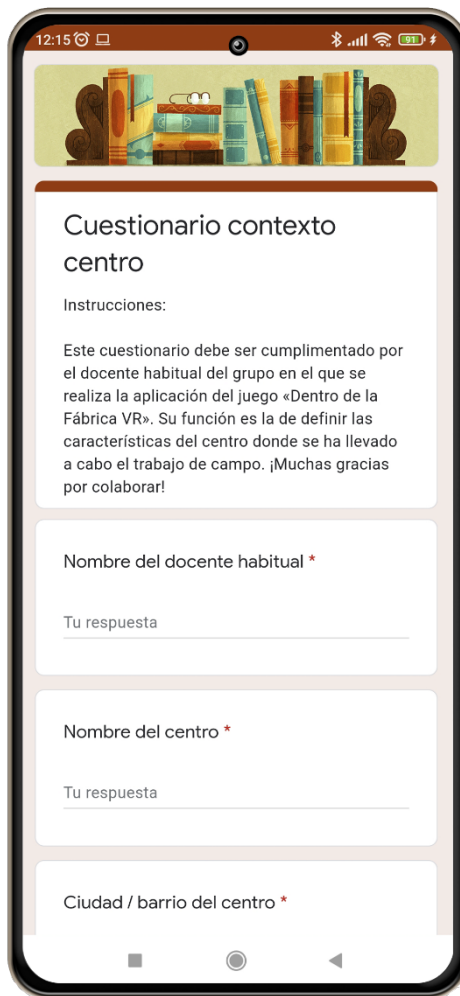 12:15
91
Cuestionario contexto
centro
Instrucciones:
Este cuestionario debe ser cumplimentado por
el docente habitual del grupo en el que se
realiza la aplicación del juego «Dentro de la
Fábrica VR». Su función es la de definir las
características del centro donde se ha llevado
a cabo el trabajo de campo. ¡Muchas gracias
por colaborar!
Nombre del docente habitual *
Tu respuesta
Nombre del centro *
Tu respuesta
Ciudad / barrio del centro *